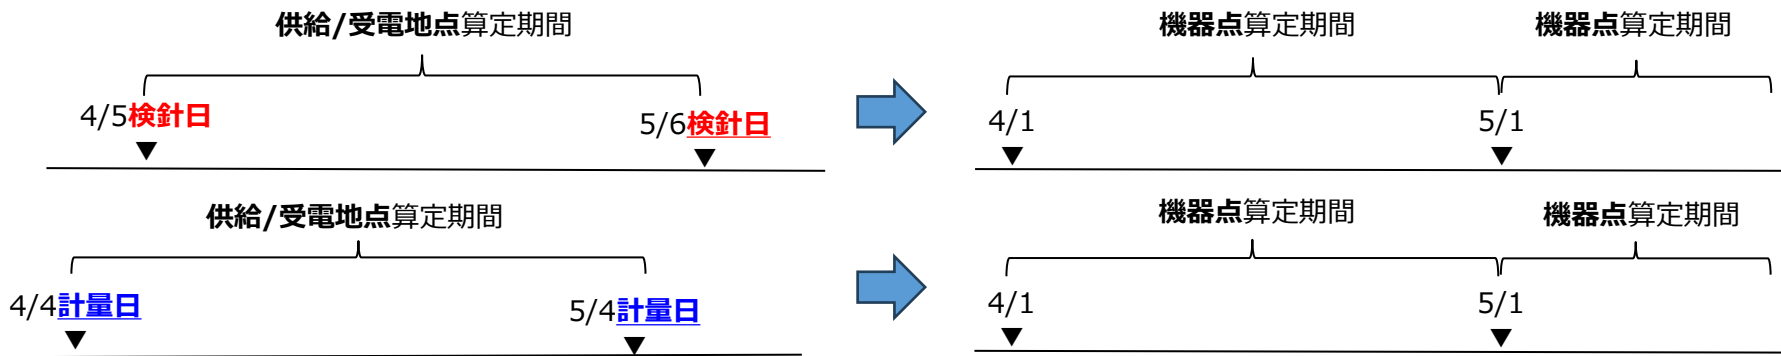 供給/受電地点算定期間
4/5検針日
5/6検針日
機器点算定期間
機器点算定期間
4/1
5/1
供給/受電地点算定期間
4/4計量日
5/4計量日
機器点算定期間
機器点算定期間
4/1
5/1